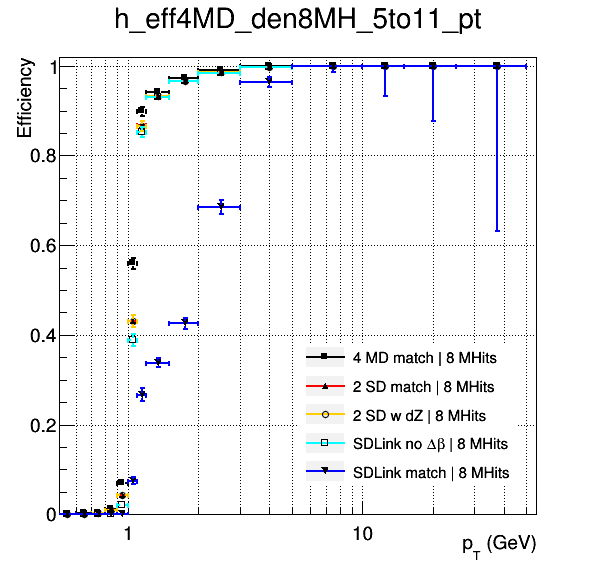 h_eff4MD_den8MH_5to11_pt
Efficiency
1
0.8
0.6
0.4
0.2
0
4 MD match | 8 MHits
2 SD match | 8 MHits
2 SD w dZ | 8 MHits
SDLink no Δβ | 8 MHits
SDLink match | 8 MHits
1 10
p_T (GeV)